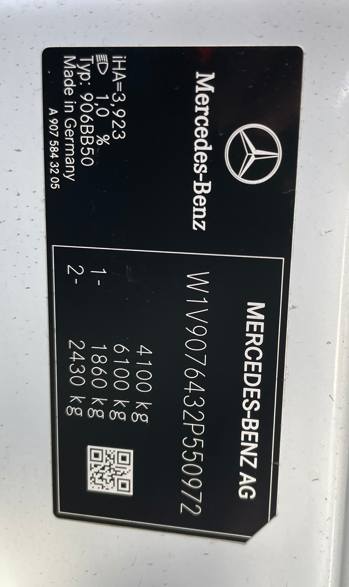 Mercedes-Benz
iHA=3,923
1,0 %
Typ: 906BB50
Made in Germany
A 907 584 32 05
MERCEDES-BENZ AG
W1V9076432P550972
4100 kg
6100 kg
1- 1860 kg
2- 2430 kg